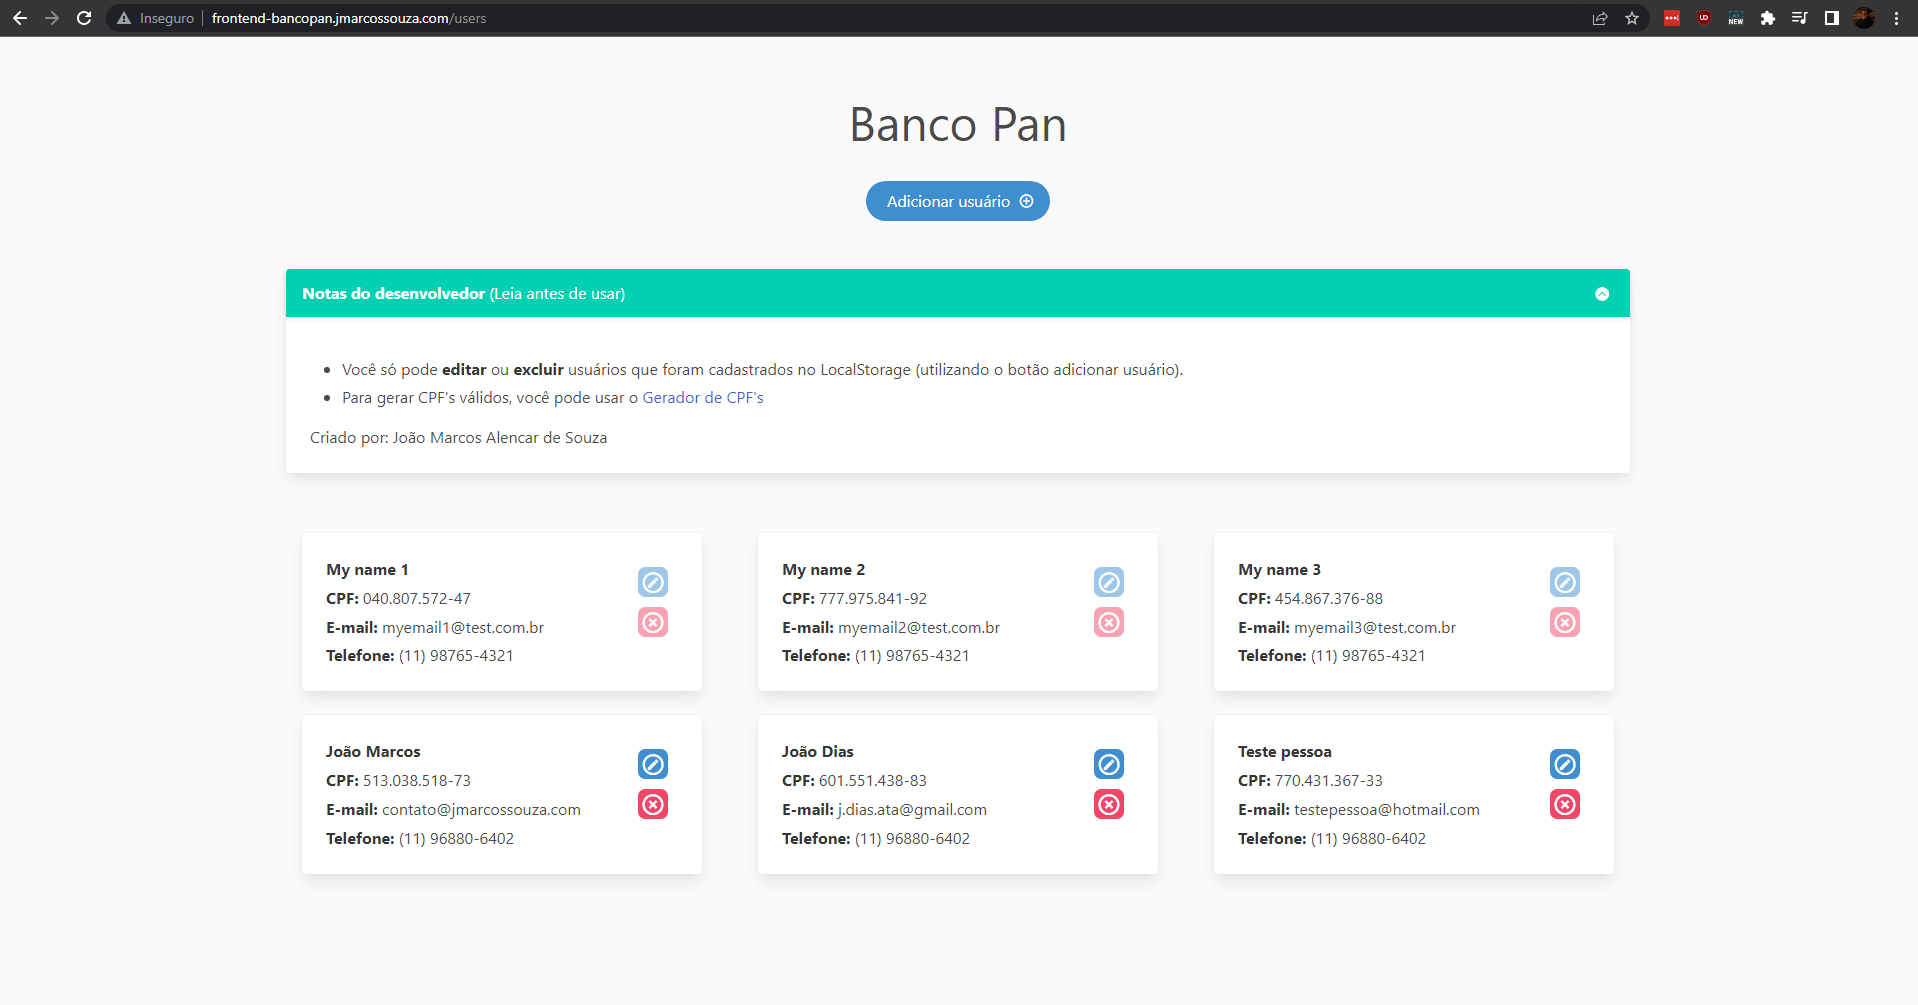 Inseguro
frontend-bancopan.jmarcossouza.com/users
NEW
Banco Pan
Adicionar usuário
Notas do desenvolvedor (Leia antes de usar)
Você só pode editar ou excluir usuários que foram cadastrados no LocalStorage (utilizando o botão adicionar usuário).
Para gerar CPF's válidos, você pode usar o Gerador de CPF's
Criado por: João Marcos Alencar de Souza
My name 1
CPF: 040.807.572-47
E-mail: myemail1@test.com.br
Telefone: (11) 98765-4321
My name 2
CPF: 777.975.841-92
E-mail: myemail2@test.com.br
Telefone: (11) 98765-4321
My name 3
CPF: 454.867.376-88
E-mail: myemail3@test.com.br
Telefone: (11) 98765-4321
João Marcos
CPF: 513.038.518-73
E-mail: contato@jmarcossouza.com
Telefone: (11) 96880-6402
João Dias
CPF: 601.551.438-83
E-mail: j.dias.ata@gmail.com
Telefone: (11) 96880-6402
Teste pessoa
CPF: 770.431.367-33
E-mail: testepessoa@hotmail.com
Telefone: (11) 96880-6402